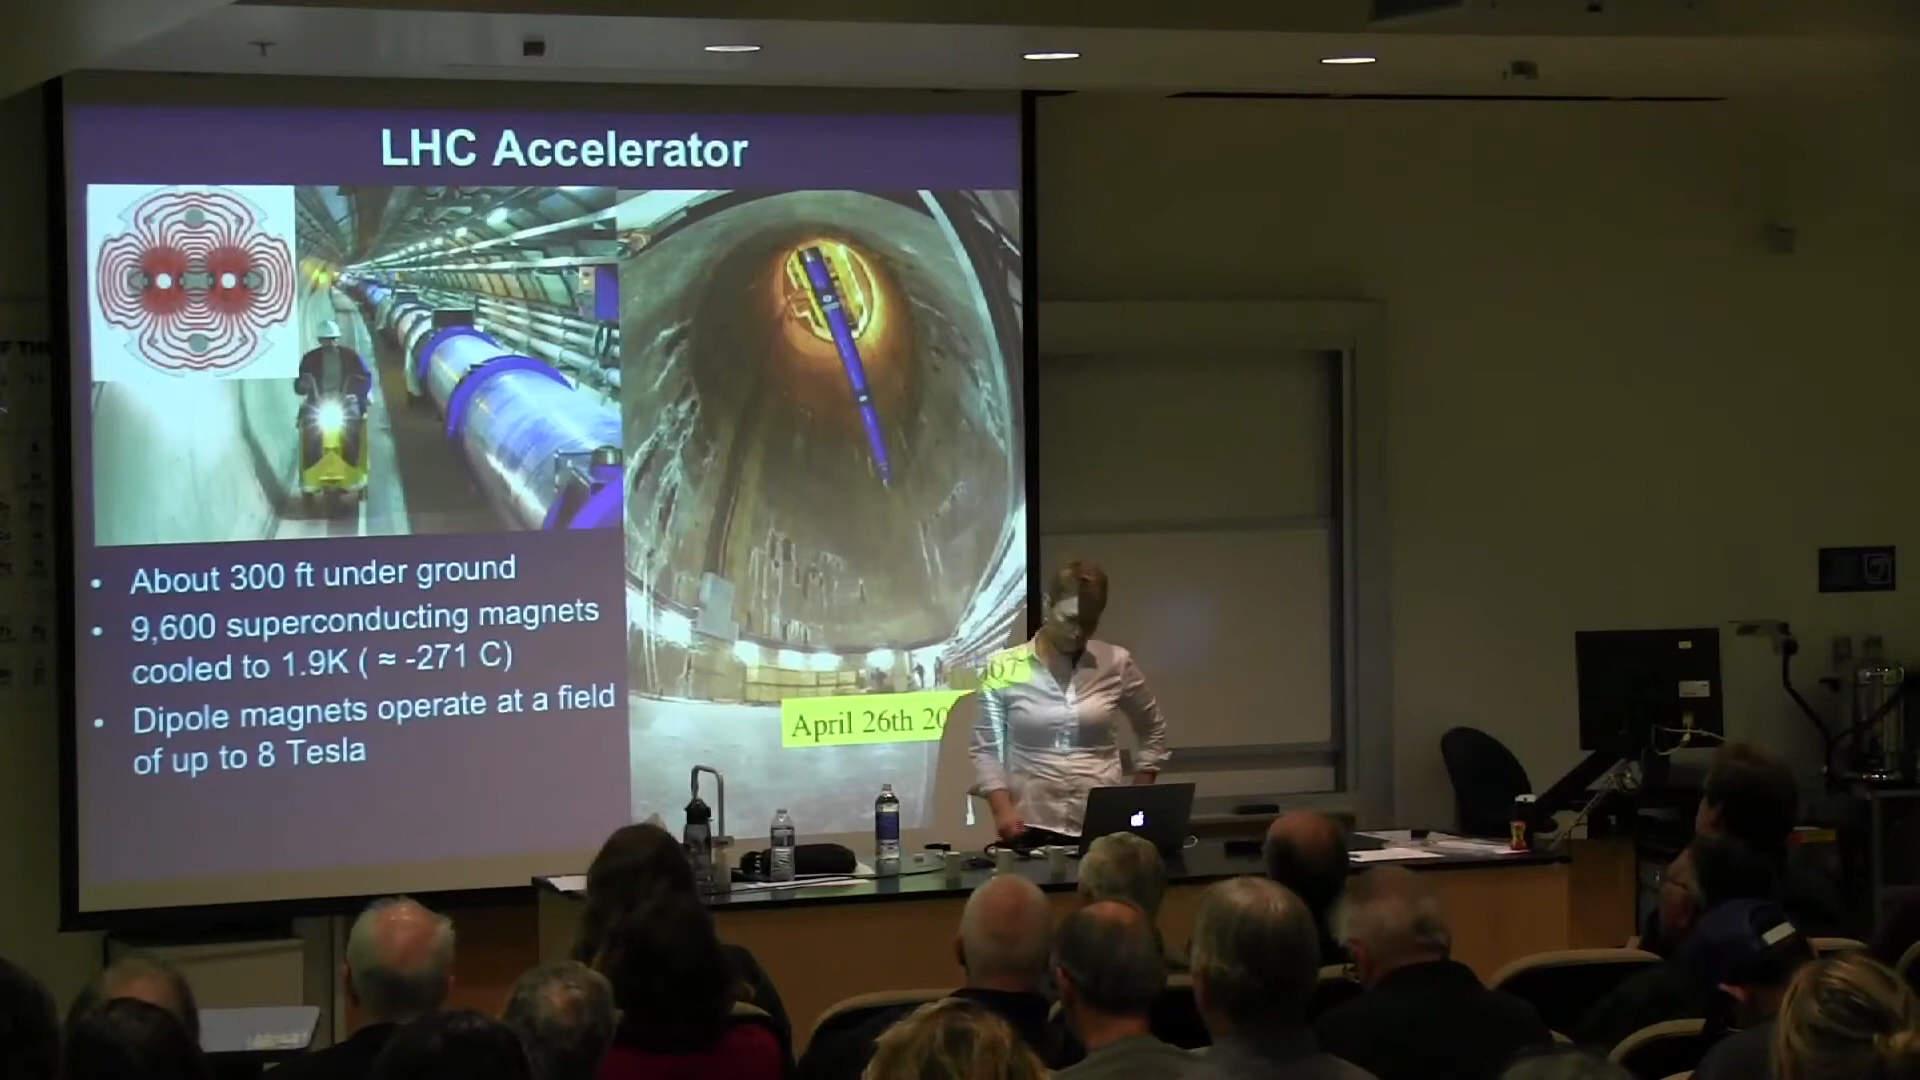 LHC Accelerator
• About 300 ft under ground
• 9,600 superconducting magnets
cooled to 1.9K ( ≈ -271 C)
• Dipole magnets operate at a field
of up to 8 Tesla
April 26th 2007